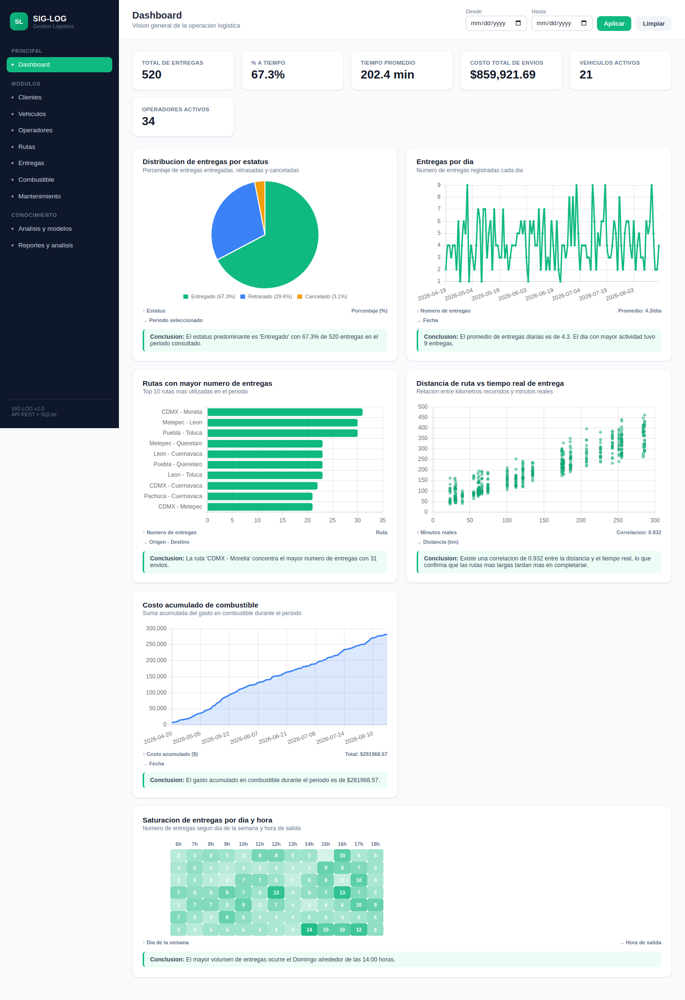 SL
SIG-LOG
Gestion Logistica
PRINCIPAL
Dashboard
MODULOS
Clientes
Vehiculos
Operadores
Rutas
Entregas
Combustible
Mantenimiento
CONOCIMIENTO
Analisis y modelos
Reportes y analisis
SIG-LOG v2.0
API REST + SQLite
Dashboard
Vision general de la operacion logistica
Desde
mm/dd/yyyy
Hasta
mm/dd/yyyy
Aplicar
Limpiar
TOTAL DE ENTREGAS
520
% A TIEMPO
67.3%
TIEMPO PROMEDIO
202.4 min
COSTO TOTAL DE ENVIOS
$859,921.69
VEHICULOS ACTIVOS
21
OPERADORES ACTIVOS
34
Distribucion de entregas por estatus
Porcentaje de entregas entregadas, retrasadas y canceladas
Entregado (67.3%) Retrasado (29.6%) Cancelado (3.1%)
↑ Estatus Porcentaje (%)
→ Periodo seleccionado
Conclusion: El estatus predominante es 'Entregado' con 67.3% de 520 entregas en el
periodo consultado.
Entregas por dia
Numero de entregas registradas cada dia
9
8
7
6
5
4
3
2
1
2026-04-19 2026-05-04 2026-05-19 2026-06-03 2026-06-19 2026-07-04 2026-07-19 2026-08-03
↑ Numero de entregas Promedio: 4.3/dia
→ Fecha
Conclusion: El promedio de entregas diarias es de 4.3. El dia con mayor actividad tuvo
9 entregas.
Rutas con mayor numero de entregas
Top 10 rutas mas utilizadas en el periodo
CDMX - Morelia
Metepec - Leon
Puebla - Toluca
Metepec - Queretaro
Leon - Cuernavaca
Puebla - Queretaro
Leon - Toluca
CDMX - Cuernavaca
Pachuca - Cuernavaca
CDMX - Metepec
0 5 10 15 20 25 30 35
↑ Numero de entregas Ruta
→ Origen - Destino
Conclusion: La ruta 'CDMX - Morelia' concentra el mayor numero de entregas con 31
envios.
Distancia de ruta vs tiempo real de entrega
Relacion entre kilometros recorridos y minutos reales
500
450
400
350
300
250
200
150
100
50
0
0 50 100 150 200 250 300
↑ Minutos reales Correlacion: 0.932
→ Distancia (km)
Conclusion: Existe una correlacion de 0.932 entre la distancia y el tiempo real, lo que
confirma que las rutas mas largas tardan mas en completarse.
Costo acumulado de combustible
Suma acumulada del gasto en combustible durante el periodo
300,000
250,000
200,000
150,000
100,000
50,000
0
2026-04-20 2026-05-05 2026-05-22 2026-06-07 2026-06-21 2026-07-08 2026-07-24 2026-08-10
↑ Costo acumulado ($) Total: $281968.57
→ Fecha
Conclusion: El gasto acumulado en combustible durante el periodo es de $281968.57.
Saturacion de entregas por dia y hora
Numero de entregas segun dia de la semana y hora de salida
6h 7h 8h 9h 10h 11h 12h 13h 14h 15h 16h 17h 18h
3 5 6 5 3 8 8 5 5 1 10 4 5
4 6 4 3 4 3 4 3 3 9 8 7 5
3 5 3 2 7 7 5 2 6 8 2 10 4
7 6 6 9 7 5 13 4 6 7 13 7 5
3 7 7 5 9 3 7 4 2 4 6 10 9
7 5 3 9 6 4 4 4 5 5 4 5 6
5 3 5 5 5 5 4 3 14 10 10 12 6
↑ Dia de la semana → Hora de salida
Conclusion: El mayor volumen de entregas ocurre el Domingo alrededor de las 14:00 horas.